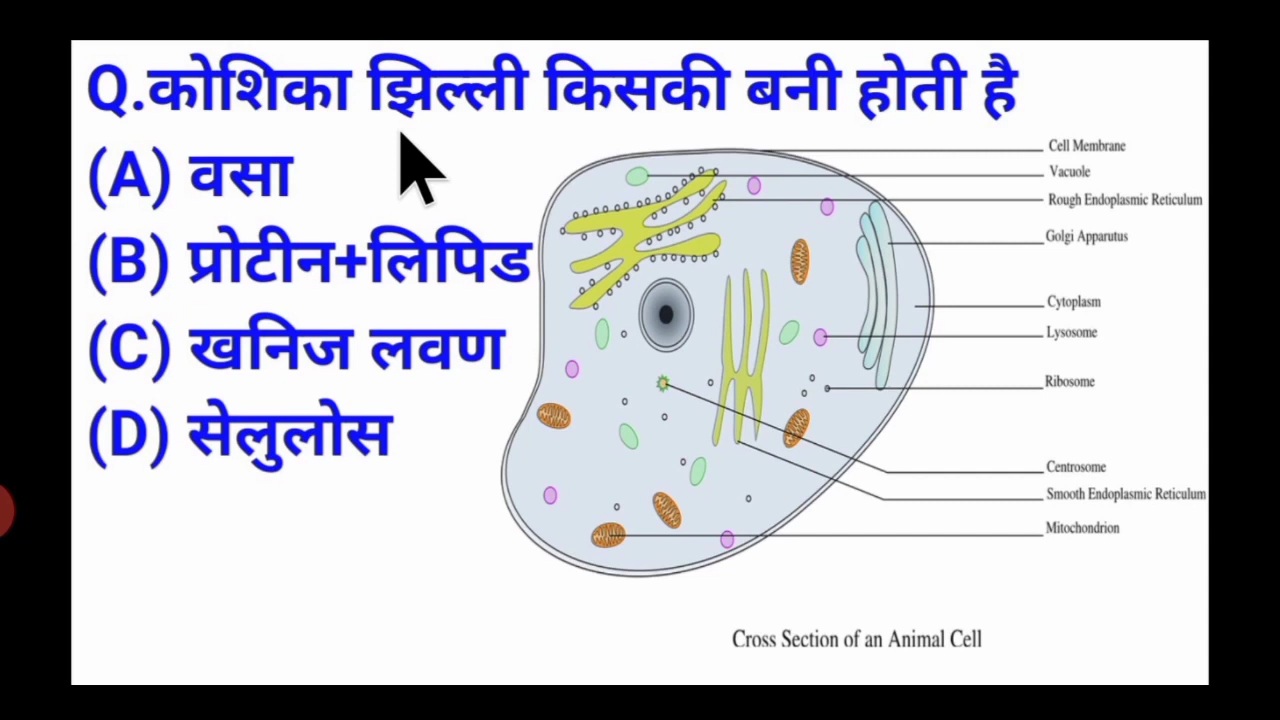 Q.कोशिका झिल्ली किसकी बनी होती है
(A) वसा
(B) प्रोटीन+लिपिड
(C) खनिज लवण
(D) सेलुलोस
Cell Membrane
Vacuole
Rough Endoplasmic Reticulum
Golgi Apparutus
Cytoplasm
Lysosome
Ribosome
Centrosome
Smooth Endoplasmic Reticulum
Mitochondrion
Cross Section of an Animal Cell